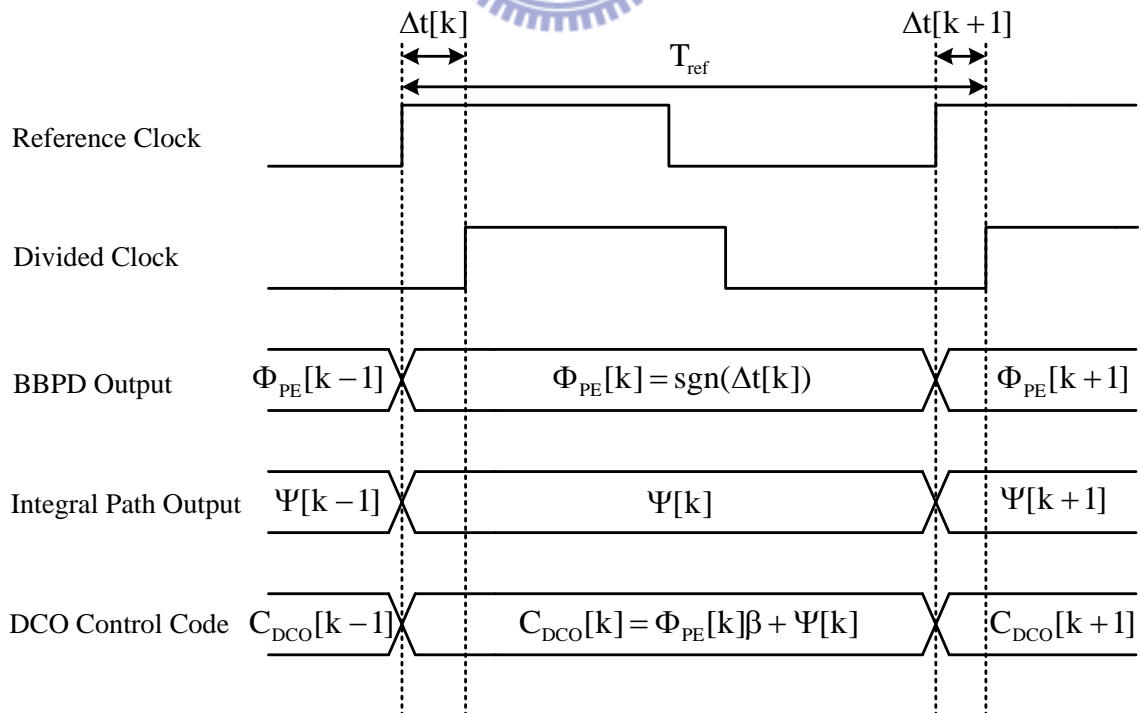 Δt[k] Δt[k + 1]
T_ref
Reference Clock
Divided Clock
BBPD Output Φ_PE[k − 1] Φ_PE[k] = sgn(Δt[k]) Φ_PE[k + 1]
Integral Path Output Ψ[k − 1] Ψ[k] Ψ[k + 1]
DCO Control Code C_DCO[k − 1] C_DCO[k] = Φ_PE[k]β + Ψ[k] C_DCO[k + 1]